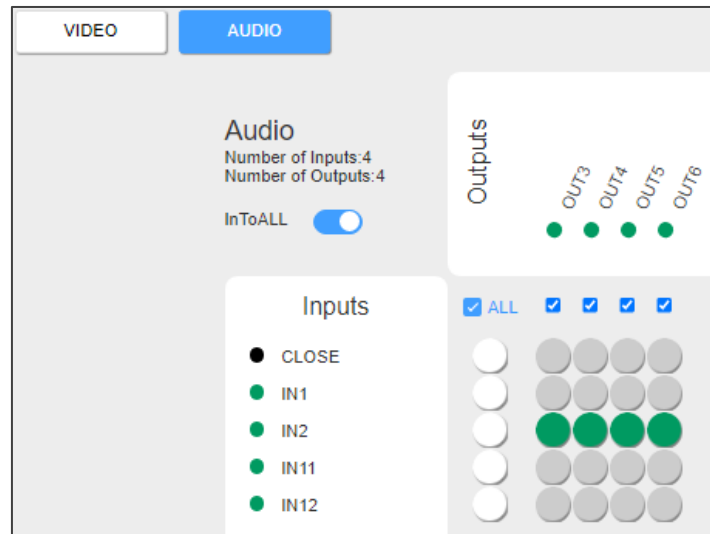 VIDEO
AUDIO
Audio
Number of Inputs:4
Number of Outputs:4
InToALL
Outputs
OUT3
OUT4
OUT5
OUT6
Inputs
ALL
CLOSE
IN1
IN2
IN11
IN12